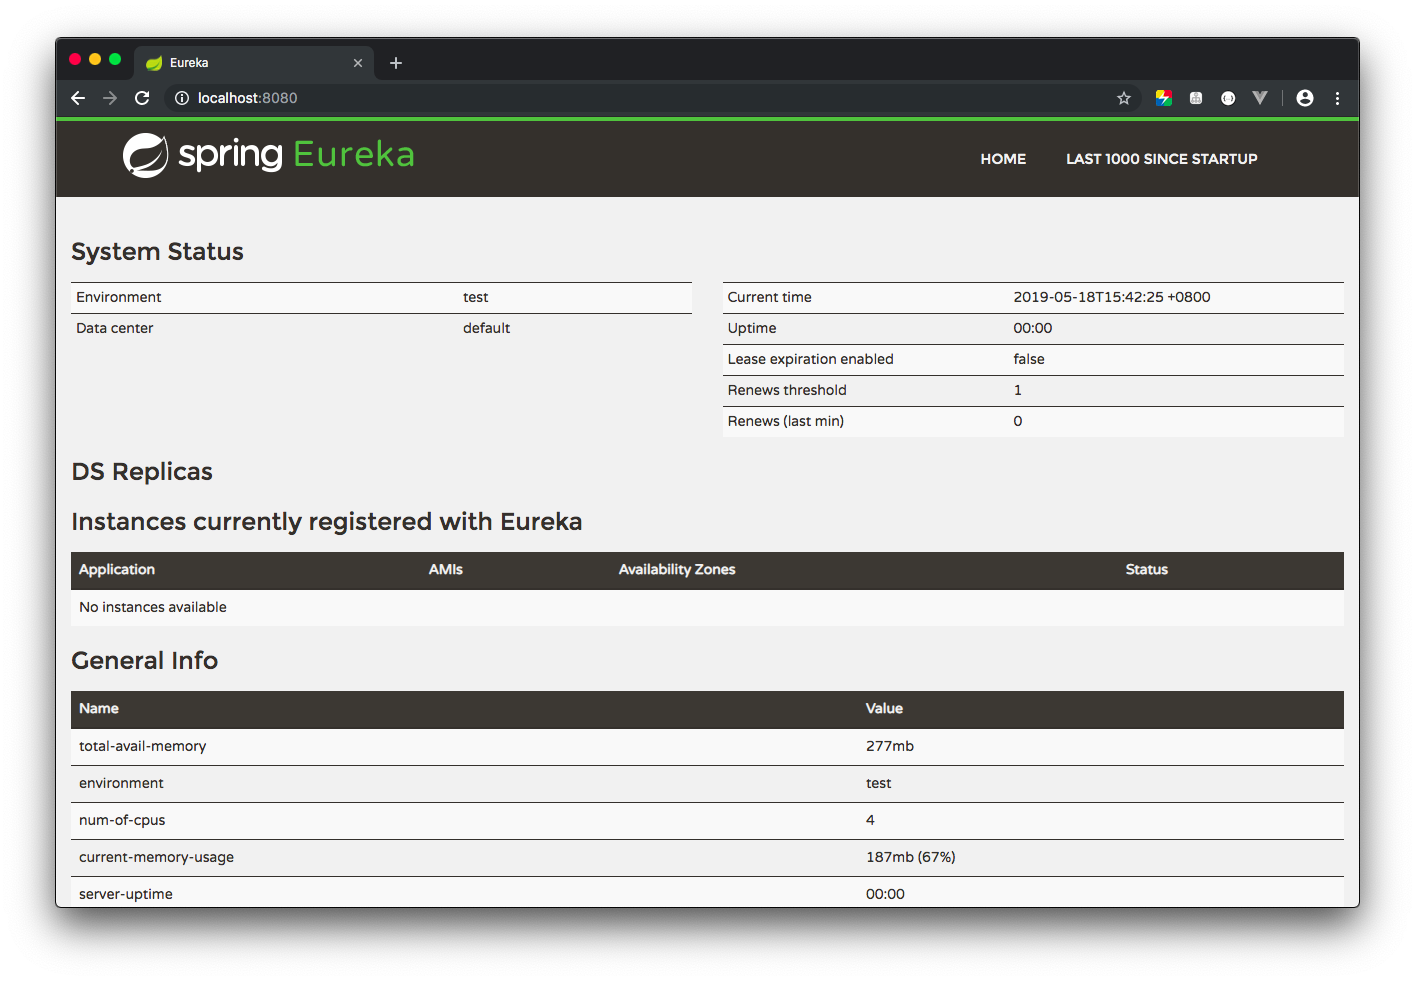 Eureka
localhost:8080
spring Eureka
HOME LAST 1000 SINCE STARTUP
System Status
Environment test
Data center default
Current time 2019-05-18T15:42:25 +0800
Uptime 00:00
Lease expiration enabled false
Renews threshold 1
Renews (last min) 0
DS Replicas
Instances currently registered with Eureka
Application AMIs Availability Zones Status
No instances available
General Info
Name Value
total-avail-memory 277mb
environment test
num-of-cpus 4
current-memory-usage 187mb (67%)
server-uptime 00:00